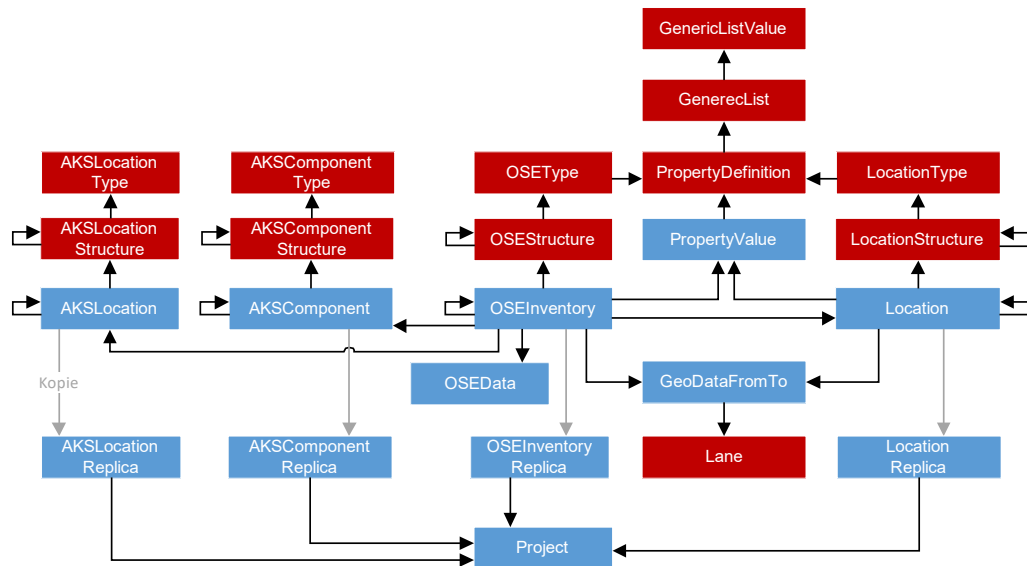 GenericListValue
GenerecList
AKSLocation
Type
AKSComponent
Type
OSEType
PropertyDefinition
LocationType
AKSLocation
Structure
AKSComponent
Structure
OSEStructure
PropertyValue
LocationStructure
AKSLocation
AKSComponent
OSEInventory
Location
Kopie
OSEData
GeoDataFromTo
AKSLocation
Replica
AKSComponent
Replica
OSEInventory
Replica
Lane
Location
Replica
Project